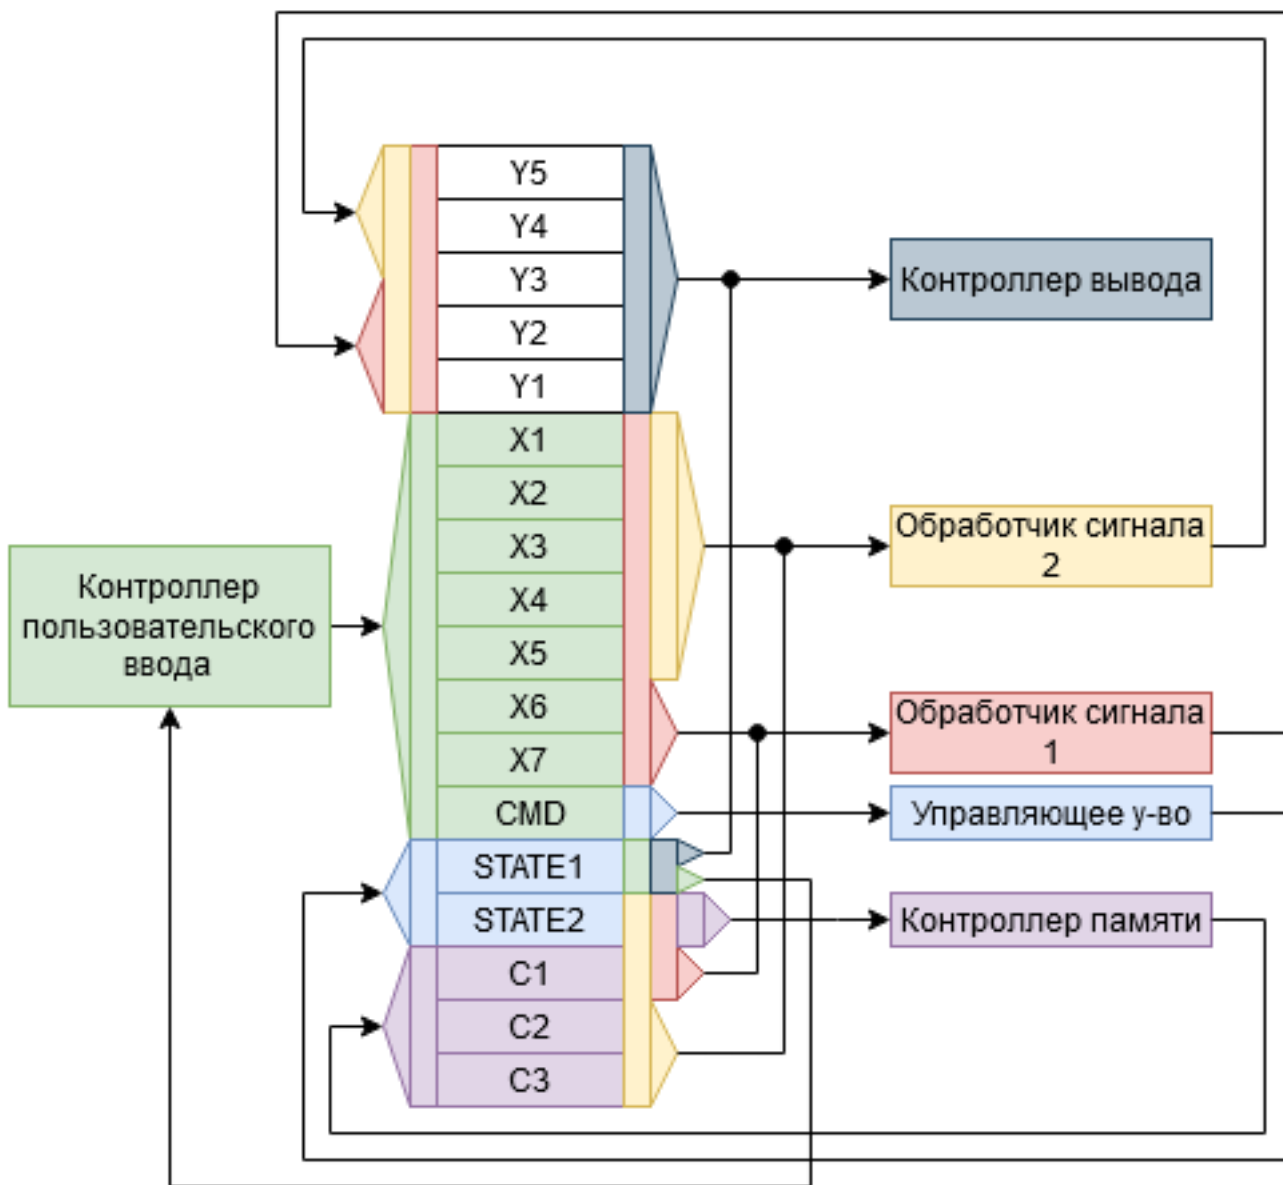 Y5
Y4
Y3
Y2
Y1
X1
X2
X3
X4
X5
X6
X7
CMD
STATE1
STATE2
C1
C2
C3
Контроллер
пользовательского
ввода
Контроллер вывода
Обработчик сигнала
2
Обработчик сигнала
1
Управляющее у-во
Контроллер памяти